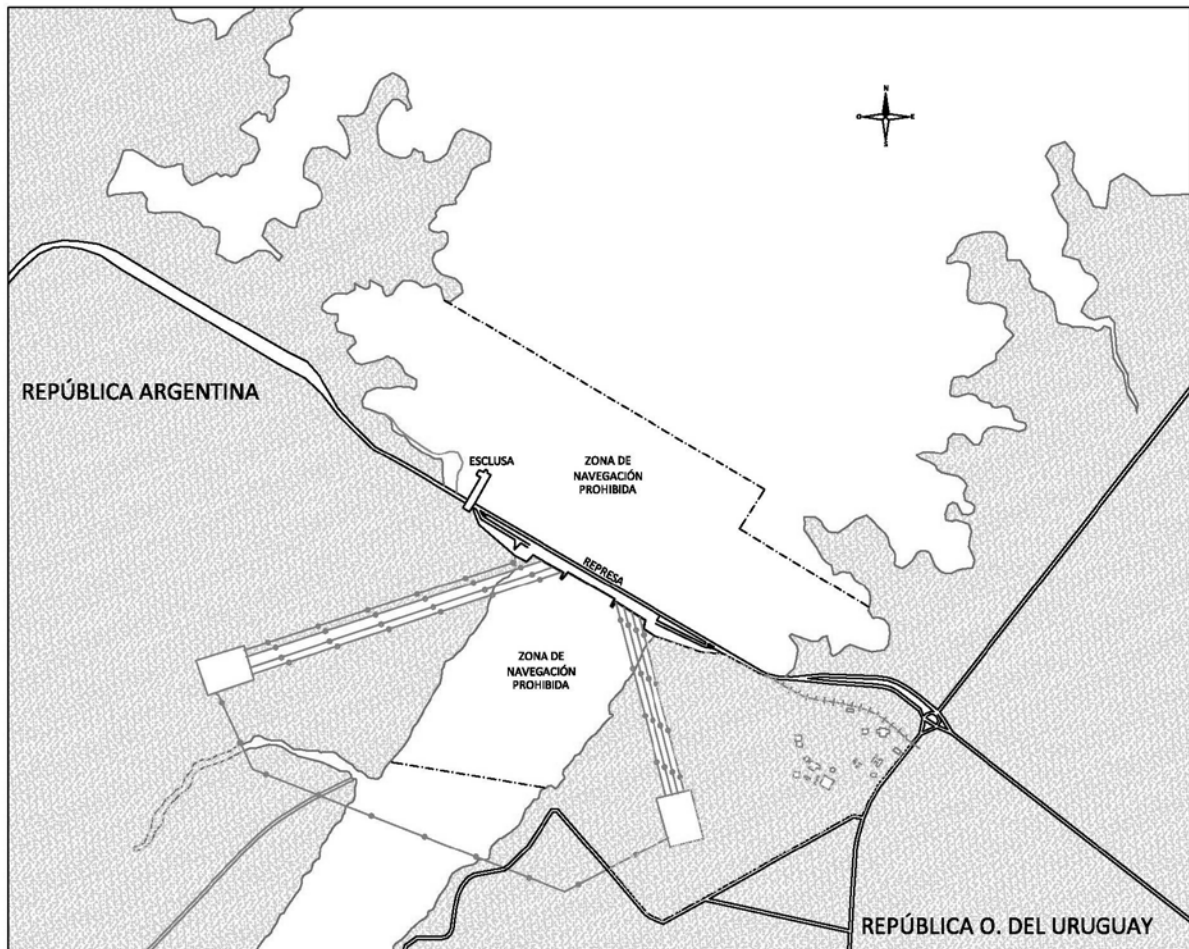 N
O
E
S
REPÚBLICA ARGENTINA
ESCLUSA
ZONA DE
NAVEGACIÓN
PROHIBIDA
REPRESA
ZONA DE
NAVEGACIÓN
PROHIBIDA
REPÚBLICA O. DEL URUGUAY